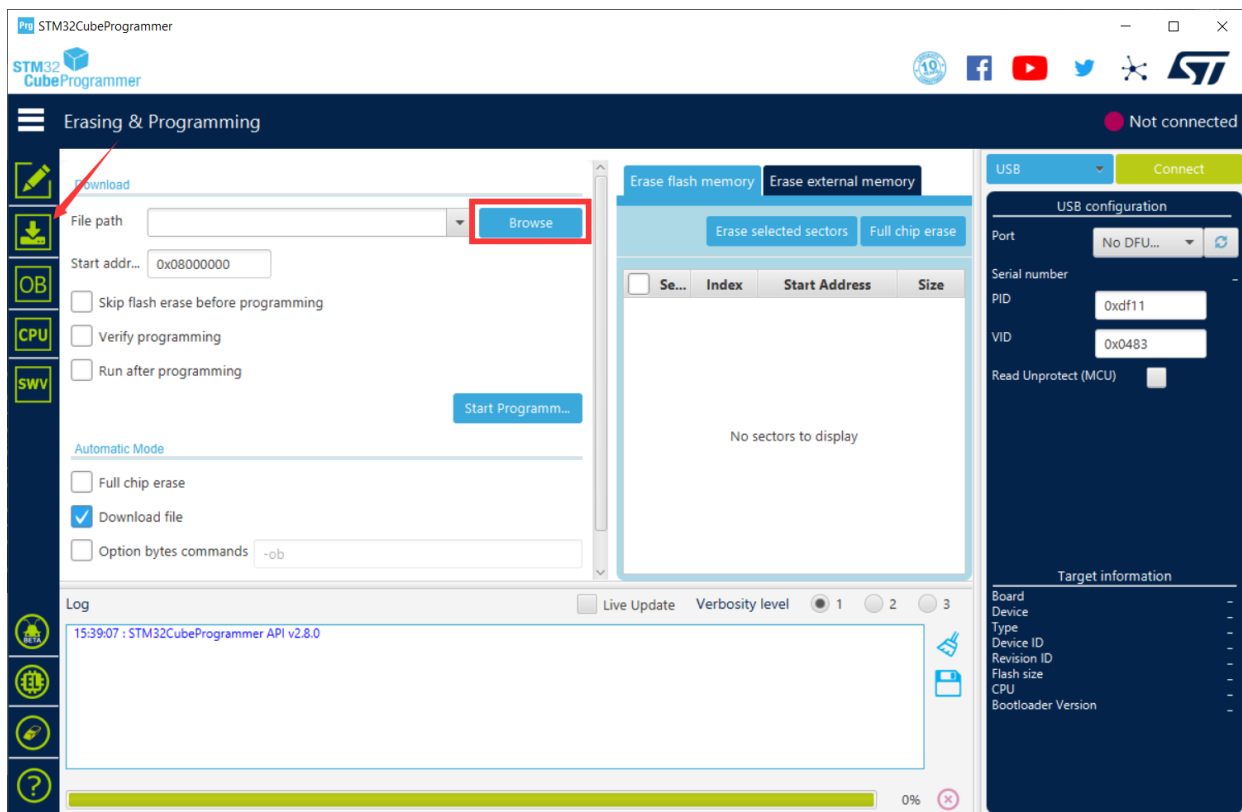 Prg STM32CubeProgrammer
STM32
CubeProgrammer
10
Erasing & Programming
Not connected
Download
File path
Browse
Start addr... 0x08000000
Skip flash erase before programming
Verify programming
Run after programming
Start Programm...
Automatic Mode
Full chip erase
Download file
Option bytes commands -ob
OB
CPU
SWV
Erase flash memory Erase external memory
Erase selected sectors Full chip erase
Se... Index Start Address Size
No sectors to display
USB Connect
USB configuration
Port No DFU...
Serial number _
PID 0xdf11
VID 0x0483
Read Unprotect (MCU)
Target information
Board _
Device _
Type _
Device ID _
Revision ID _
Flash size _
CPU _
Bootloader Version _
Log Live Update Verbosity level 1 2 3
15:39:07 : STM32CubeProgrammer API v2.8.0
BETA
EL
?
0%
ST